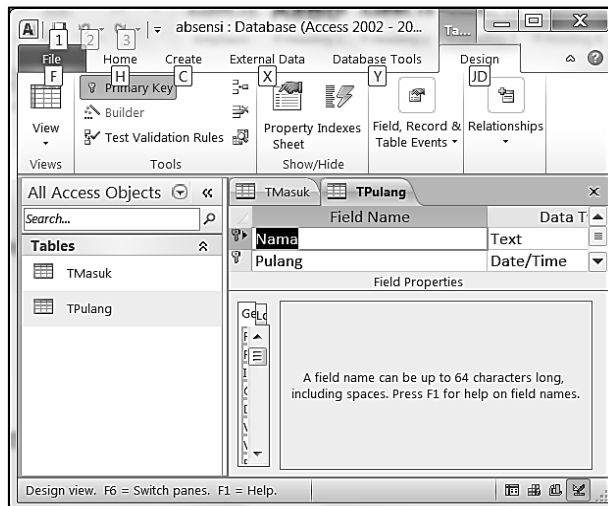 A absensi : Database (Access 2002 - 20... Ta...
1 2 3
File Home Create External Data Database Tools Design
F H C X Y JD
Primary Key
Builder
Test Validation Rules
View Property Sheet Indexes Field, Record & Table Events Relationships
Views Tools Show/Hide
All Access Objects « TMasuk TPulang ×
Search... Field Name Data T
Tables Nama Text
TMasuk Pulang Date/Time
TPulang Field Properties
Ge Lo
A field name can be up to 64 characters long,
including spaces. Press F1 for help on field names.
Design view. F6 = Switch panes. F1 = Help.